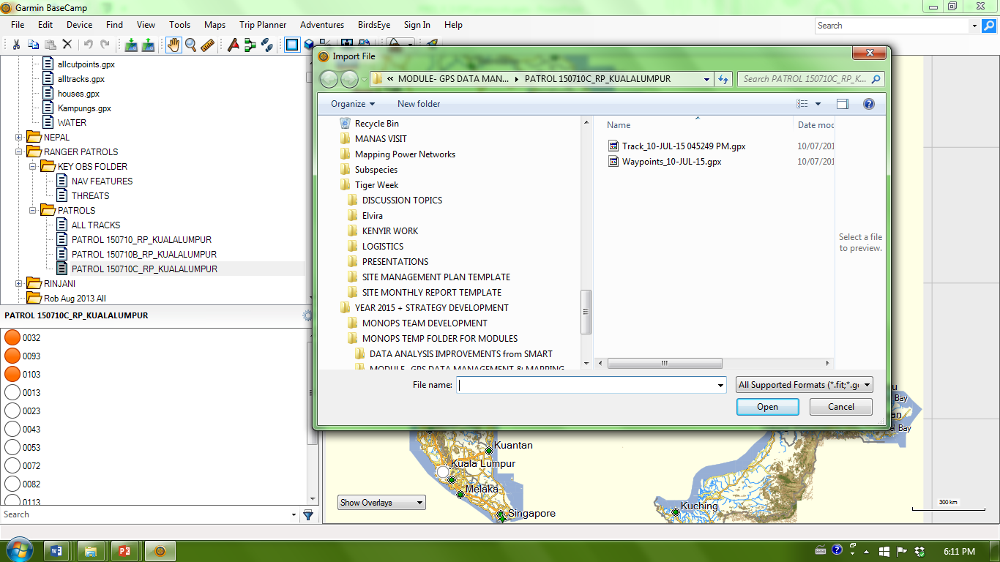 Garmin BaseCamp
File Edit Device Find View Tools Maps Trip Planner Adventures BirdsEye Sign In Help
Search
allcutpoints.gpx
alltracks.gpx
houses.gpx
Kampungs.gpx
WATER
NEPAL
RANGER PATROLS
KEY OBS FOLDER
NAV FEATURES
THREATS
PATROLS
ALL TRACKS
PATROL 150710_RP_KUALALUMPUR
PATROL 150710B_RP_KUALALUMPUR
PATROL 150710C_RP_KUALALUMPUR
RINJANI
Rob Aug 2013 All
PATROL 150710C_RP_KUALALUMPUR
0032
0093
0103
0013
0023
0043
0053
0072
0082
0113
Search
Import File
« MODULE- GPS DATA MAN... PATROL 150710C_RP_KUALALUMPUR
Search PATROL 150710C_RP_K...
Organize New folder
Recycle Bin
MANAS VISIT
Mapping Power Networks
Subspecies
Tiger Week
DISCUSSION TOPICS
Elvira
KENYIR WORK
LOGISTICS
PRESENTATIONS
SITE MANAGEMENT PLAN TEMPLATE
SITE MONTHLY REPORT TEMPLATE
YEAR 2015 + STRATEGY DEVELOPMENT
MONOPS TEAM DEVELOPMENT
MONOPS TEMP FOLDER FOR MODULES
DATA ANALYSIS IMPROVEMENTS from SMART
MODULE- GPS DATA MANAGEMENT & MAPPING
Name Date moc
Track_10-JUL-15 045249 PM.gpx 10/07/201
Waypoints_10-JUL-15.gpx 10/07/201
Select a file
to preview.
File name: All Supported Formats (*.fit;*.g
Open Cancel
Bay
Bay
Kuantan
Kuala Lumpur
Melaka
Singapore
Kuching
Show Overlays
300 km
6:11 PM